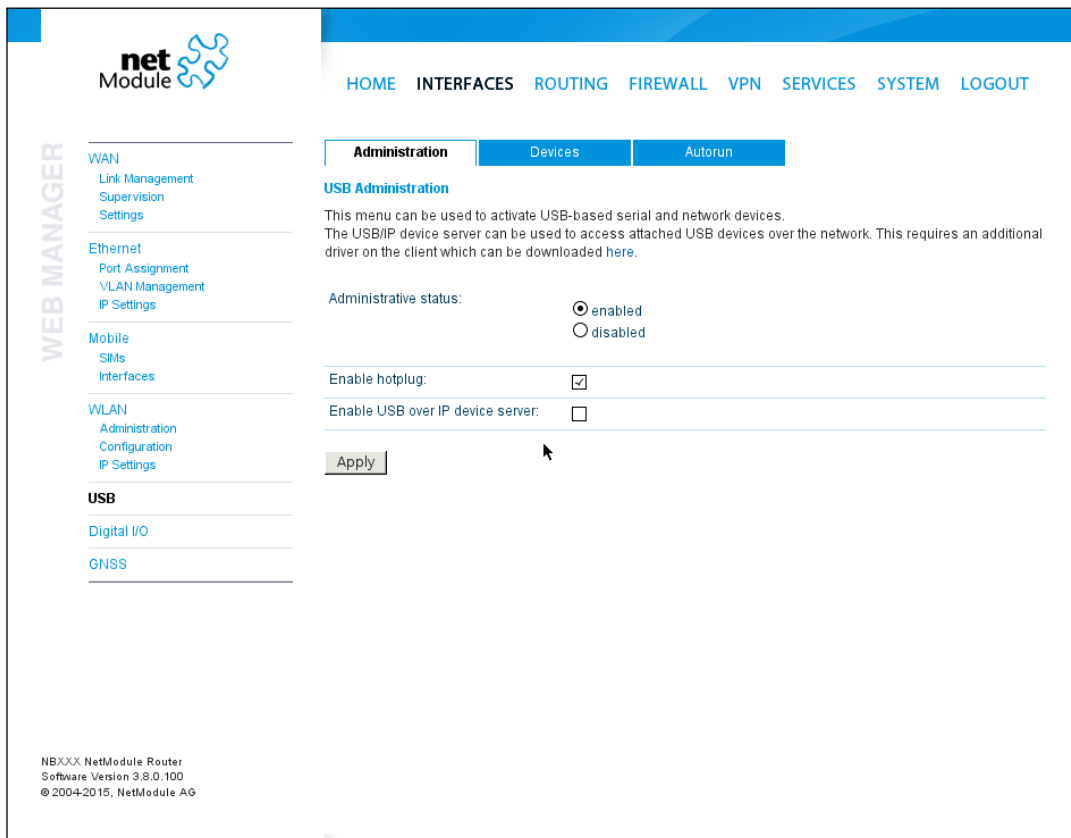 net
Module
HOME INTERFACES ROUTING FIREWALL VPN SERVICES SYSTEM LOGOUT
WEB MANAGER
WAN
Link Management
Supervision
Settings
Ethernet
Port Assignment
VLAN Management
IP Settings
Mobile
SIMs
Interfaces
WLAN
Administration
Configuration
IP Settings
USB
Digital I/O
GNSS
Administration Devices Autorun
USB Administration
This menu can be used to activate USB-based serial and network devices.
The USB/IP device server can be used to access attached USB devices over the network. This requires an additional
driver on the client which can be downloaded here.
Administrative status:
enabled
disabled
Enable hotplug:
Enable USB over IP device server:
Apply
NBXXX NetModule Router
Software Version 3.8.0.100
© 2004-2015, NetModule AG